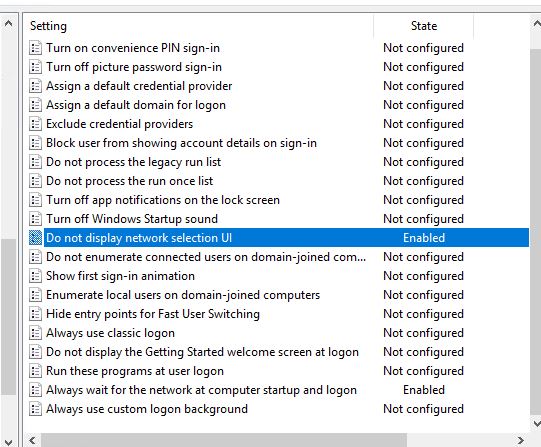 Setting State
Turn on convenience PIN sign-in Not configured
Turn off picture password sign-in Not configured
Assign a default credential provider Not configured
Assign a default domain for logon Not configured
Exclude credential providers Not configured
Block user from showing account details on sign-in Not configured
Do not process the legacy run list Not configured
Do not process the run once list Not configured
Turn off app notifications on the lock screen Not configured
Turn off Windows Startup sound Not configured
Do not display network selection UI Enabled
Do not enumerate connected users on domain-joined com... Not configured
Show first sign-in animation Not configured
Enumerate local users on domain-joined computers Not configured
Hide entry points for Fast User Switching Not configured
Always use classic logon Not configured
Do not display the Getting Started welcome screen at logon Not configured
Run these programs at user logon Not configured
Always wait for the network at computer startup and logon Enabled
Always use custom logon background Not configured